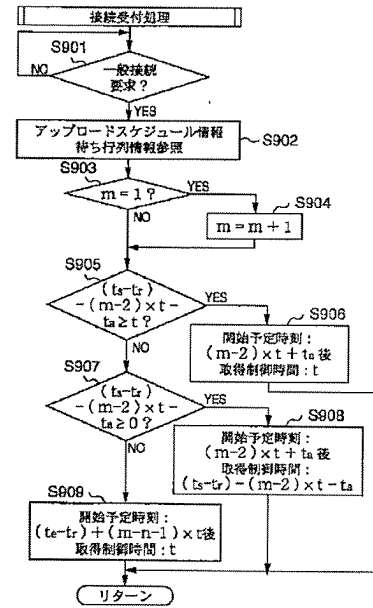 接続受付処理
S901
一般接続
要求?
NO
YES
アップロードスケジュール情報
待ち行列情報参照
S902
S903
m=1?
YES
NO
S904
m=m+1
S905
(ts-tr)
-(m-2)×t-
ta≥t?
YES
NO
S906
開始予定時刻:
(m-2)×t+ta後
取得制御時間:t
S907
(ts-tr)
-(m-2)×t-
ta≥0?
YES
NO
S908
開始予定時刻:
(m-2)×t+ta後
取得制御時間:
(ts-tr)-(m-2)×t-ta
S909
開始予定時刻:
(te-tr)+(m-n-1)×t後
取得制御時間:t
リターン